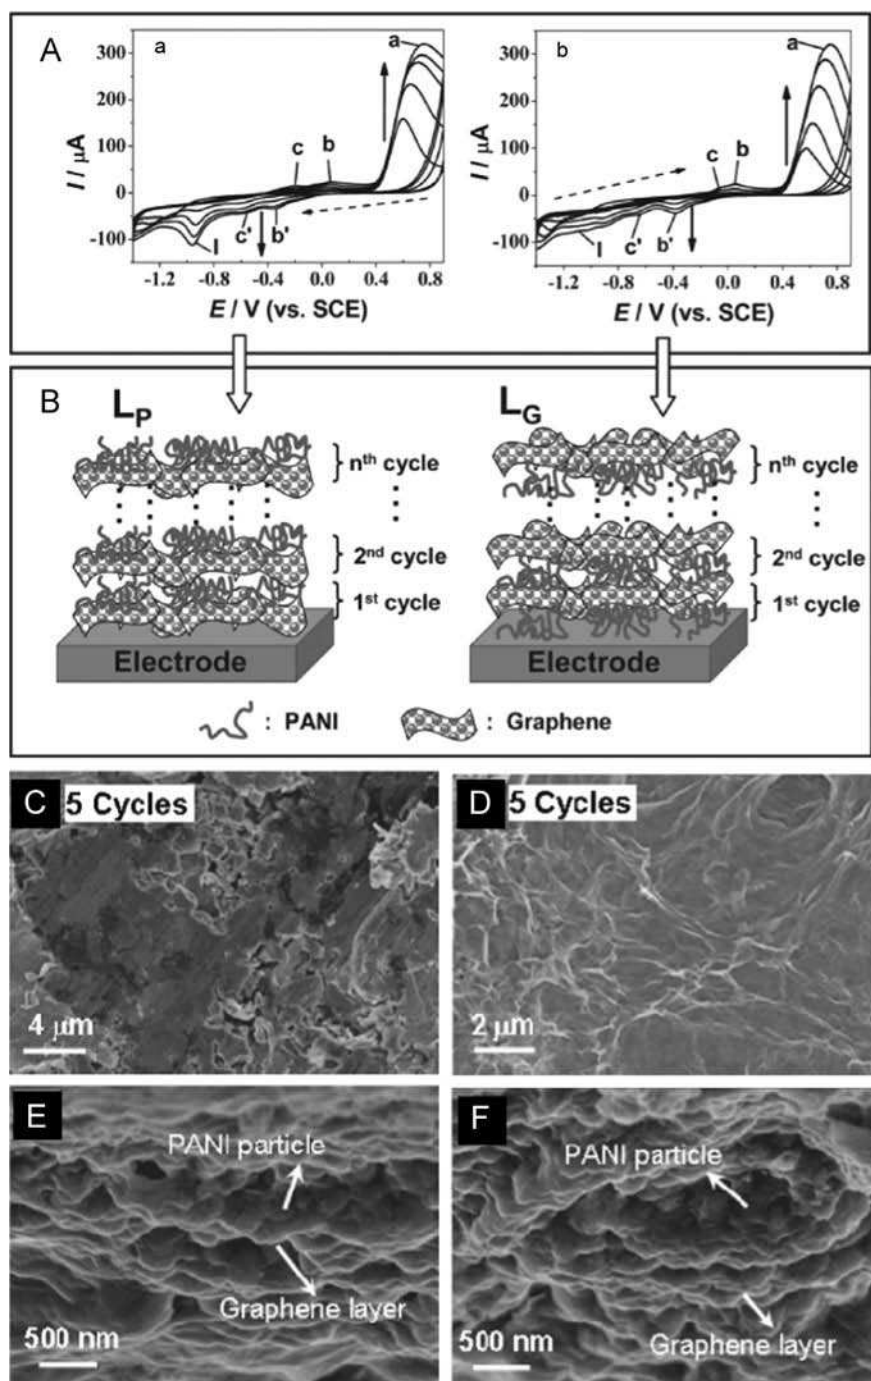 A
a
300
200
100
0
-100
I / µA
a
c
b
I
c'
b'
-1.2
-0.8
-0.4
0.0
0.4
0.8
E / V (vs. SCE)
b
300
200
100
0
-100
I / µA
a
c
b
I
c'
b'
-1.2
-0.8
-0.4
0.0
0.4
0.8
E / V (vs. SCE)
B
LP
nth cycle
2nd cycle
1st cycle
Electrode
LG
nth cycle
2nd cycle
1st cycle
Electrode
: PANI
: Graphene
C
5 Cycles
4 µm
D
5 Cycles
2 µm
E
PANI particle
Graphene layer
500 nm
F
PANI particle
Graphene layer
500 nm